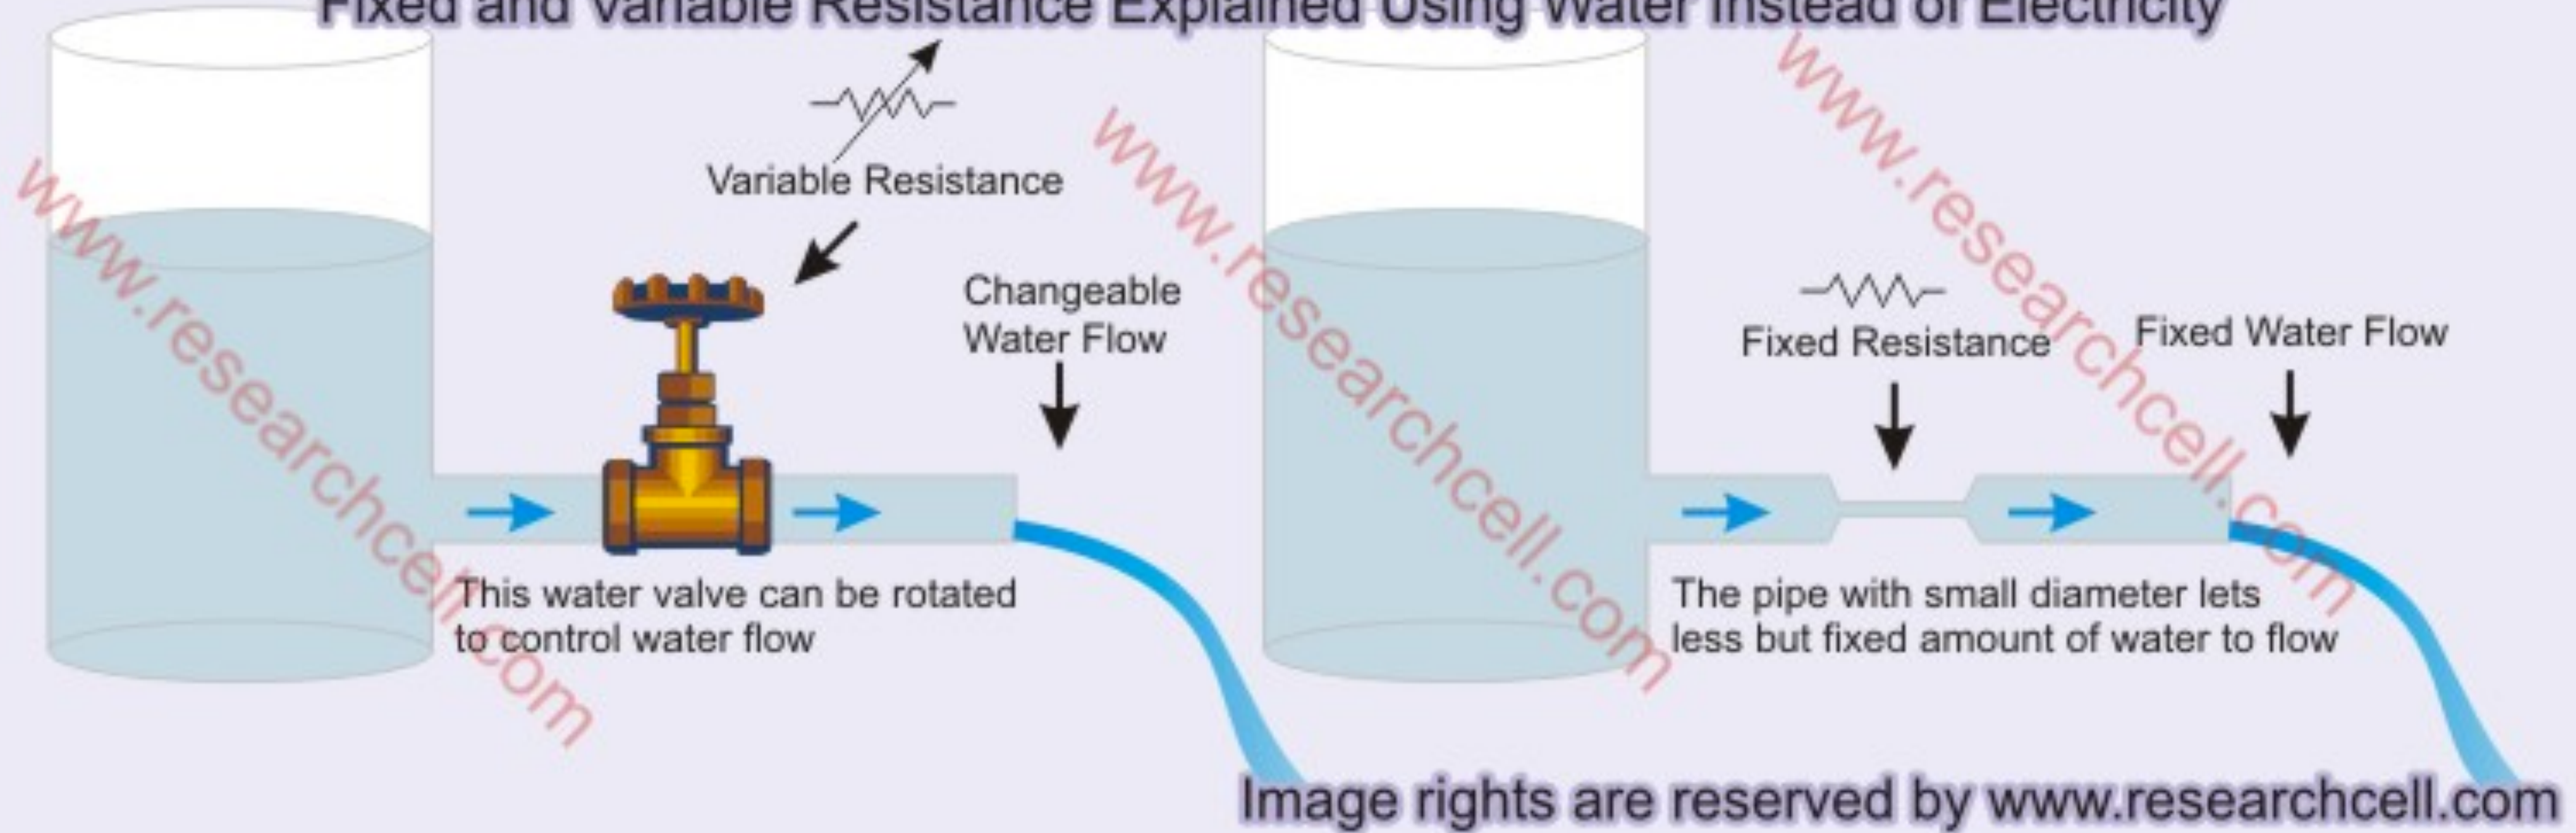 Fixed and Variable Resistance Explained Using Water Instead of Electricity
Variable Resistance
Changeable
Water Flow
This water valve can be rotated
to control water flow
Fixed Resistance
Fixed Water Flow
The pipe with small diameter lets
less but fixed amount of water to flow
www.researchcell.com
www.researchcell.com
www.researchcell.com
Image rights are reserved by www.researchcell.com